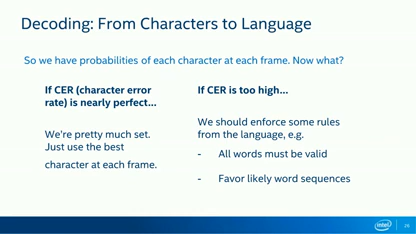 Decoding: From Characters to Language
So we have probabilities of each character at each frame. Now what?
If CER (character error
rate) is nearly perfect...
We're pretty much set.
Just use the best
character at each frame.
If CER is too high...
We should enforce some rules
from the language, e.g.
- All words must be valid
- Favor likely word sequences
intel
26